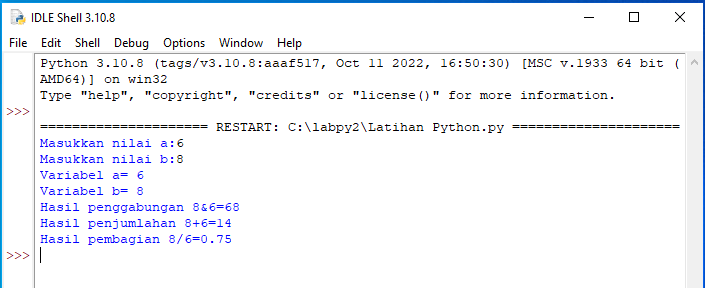 IDLE Shell 3.10.8
File Edit Shell Debug Options Window Help
Python 3.10.8 (tags/v3.10.8:aaaf517, Oct 11 2022, 16:50:30) [MSC v.1933 64 bit (
AMD64)] on win32
Type "help", "copyright", "credits" or "license()" for more information.
>>>
===================== RESTART: C:\labpy2\Latihan Python.py =====================
Masukkan nilai a:6
Masukkan nilai b:8
Variabel a= 6
Variabel b= 8
Hasil penggabungan 8&6=68
Hasil penjumlahan 8+6=14
Hasil pembagian 8/6=0.75
>>>